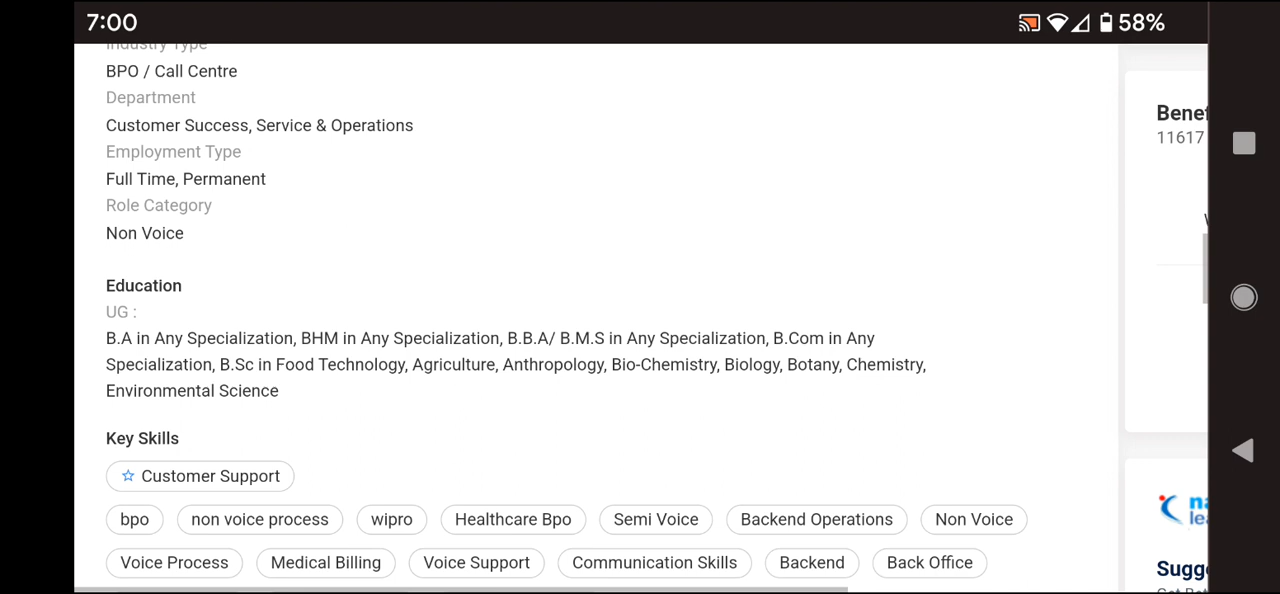 7:00
58%
Industry Type
BPO / Call Centre
Department
Customer Success, Service & Operations
Employment Type
Full Time, Permanent
Role Category
Non Voice
Education
UG :
B.A in Any Specialization, BHM in Any Specialization, B.B.A/ B.M.S in Any Specialization, B.Com in Any
Specialization, B.Sc in Food Technology, Agriculture, Anthropology, Bio-Chemistry, Biology, Botany, Chemistry,
Environmental Science
Key Skills
Customer Support
bpo non voice process wipro Healthcare Bpo Semi Voice Backend Operations Non Voice
Voice Process Medical Billing Voice Support Communication Skills Backend Back Office
11617